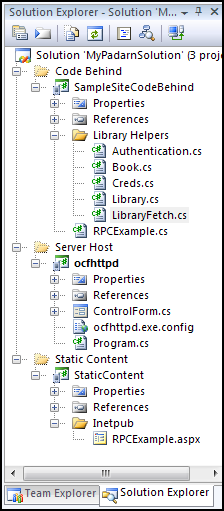 Solution Explorer - Solution 'M...
Solution 'MyPadarnSolution' (3 proje
Code Behind
SampleSiteCodeBehind
Properties
References
Library Helpers
Authentication.cs
Book.cs
Creds.cs
Library.cs
LibraryFetch.cs
RPCExample.cs
Server Host
ocfhttpd
Properties
References
ControlForm.cs
ocfhttpd.exe.config
Program.cs
Static Content
StaticContent
Properties
References
Inetpub
RPCExample.aspx
Team Explorer Solution Explorer